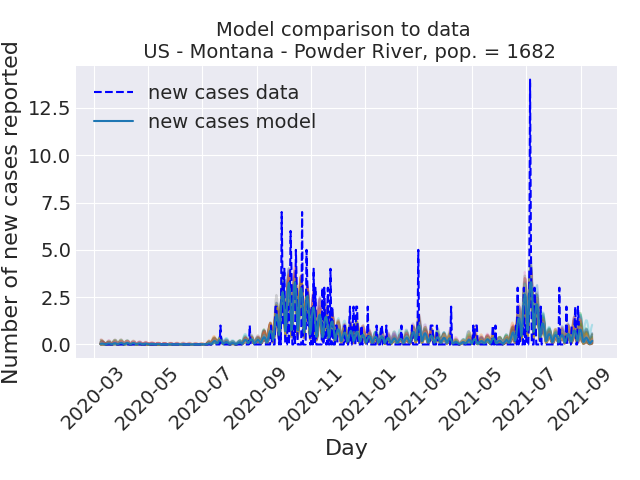 Model comparison to data
US - Montana - Powder River, pop. = 1682
Number of new cases reported
12.5
10.0
7.5
5.0
2.5
0.0
new cases data
new cases model
2020-03
2020-05
2020-07
2020-09
2020-11
2021-01
2021-03
2021-05
2021-07
2021-09
Day